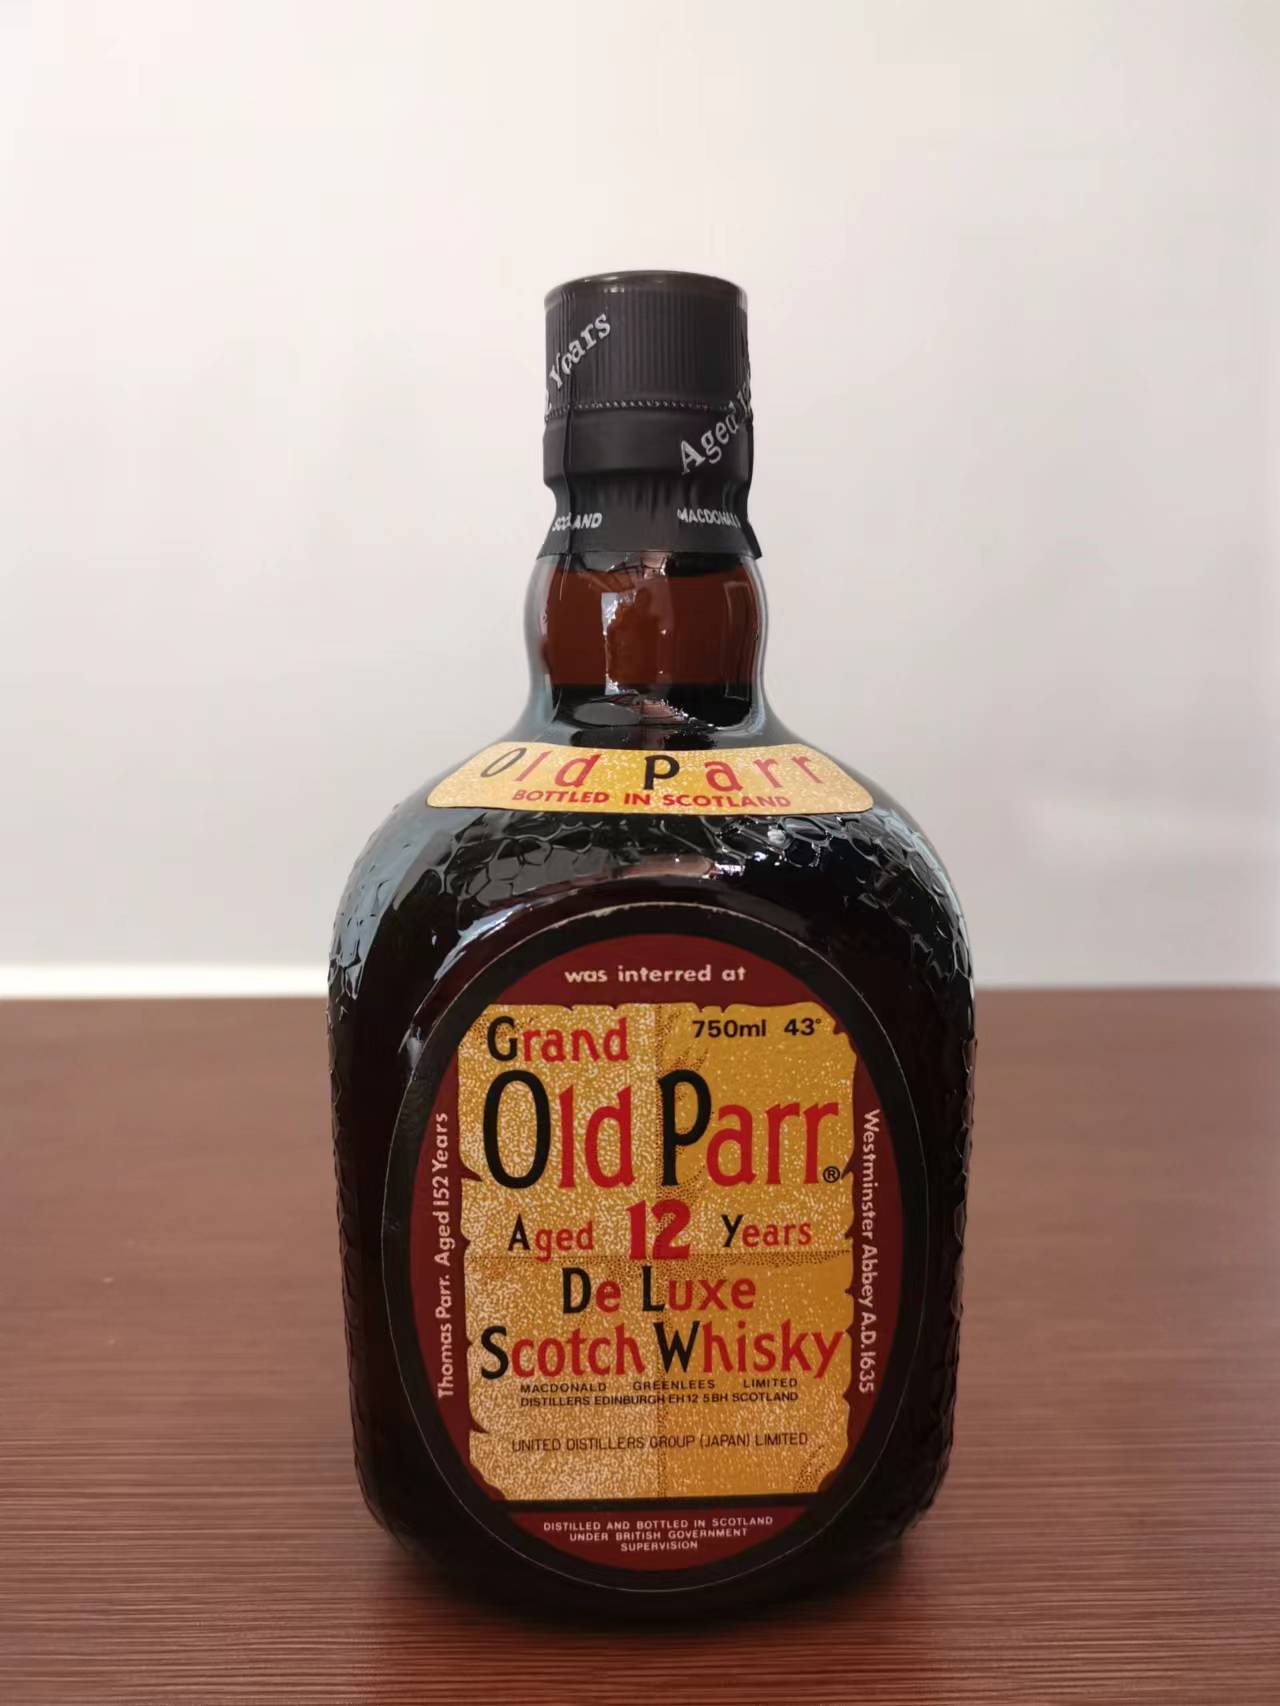 Years
Aged 12
SCOTLAND
MACDONA
Old Parr
BOTTLED IN SCOTLAND
was interred at
Grand
750ml 43°
Old Parr®
Aged 12 Years
De Luxe
Scotch Whisky
MACDONALD GREENLEES LIMITED
DISTILLERS EDINBURGH EH12 5BH SCOTLAND
UNITED DISTILLERS GROUP (JAPAN) LIMITED
Thomas Parr. Aged 152 Years
Westminster Abbey A.D. 1635
DISTILLED AND BOTTLED IN SCOTLAND
UNDER BRITISH GOVERNMENT
SUPERVISION